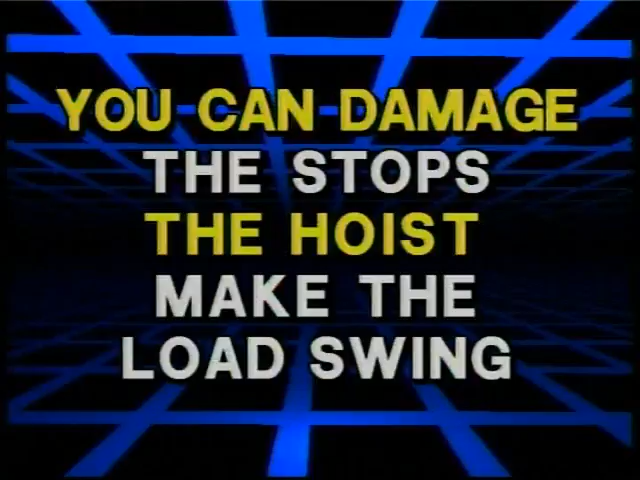 YOU CAN DAMAGE
THE STOPS
THE HOIST
MAKE THE
LOAD SWING